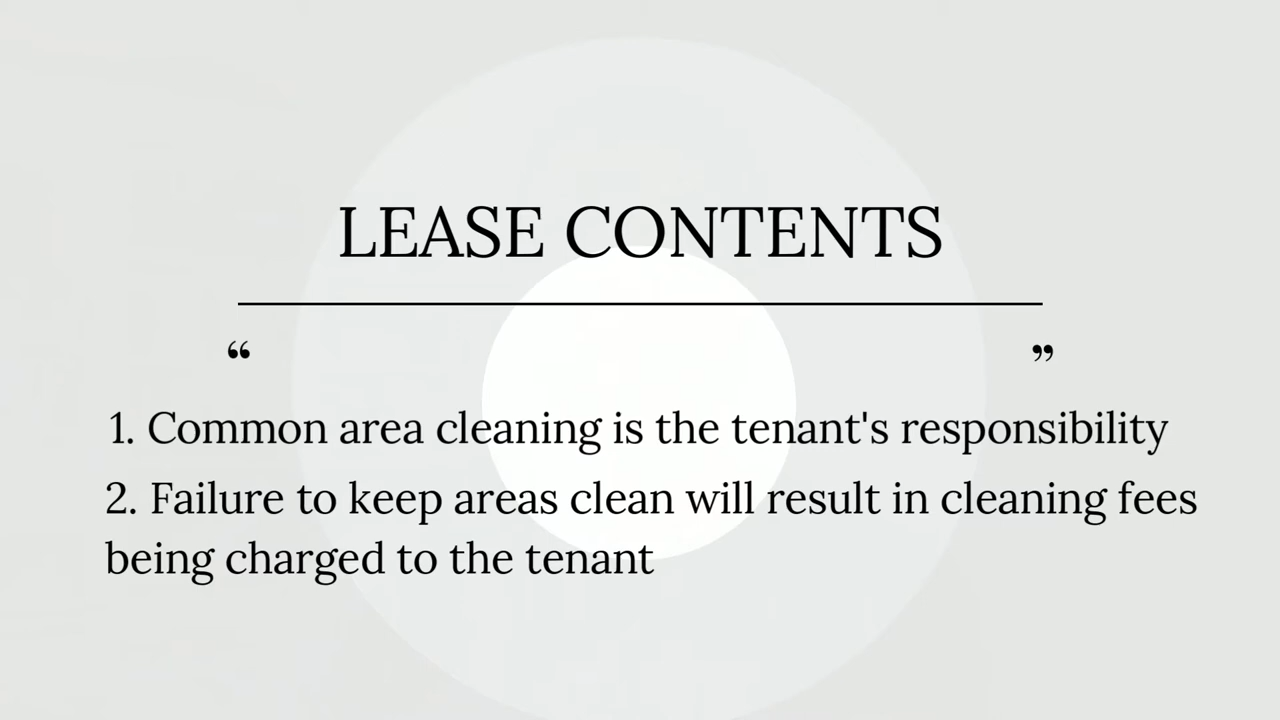 LEASE CONTENTS
“ ”
1. Common area cleaning is the tenant's responsibility
2. Failure to keep areas clean will result in cleaning fees
being charged to the tenant